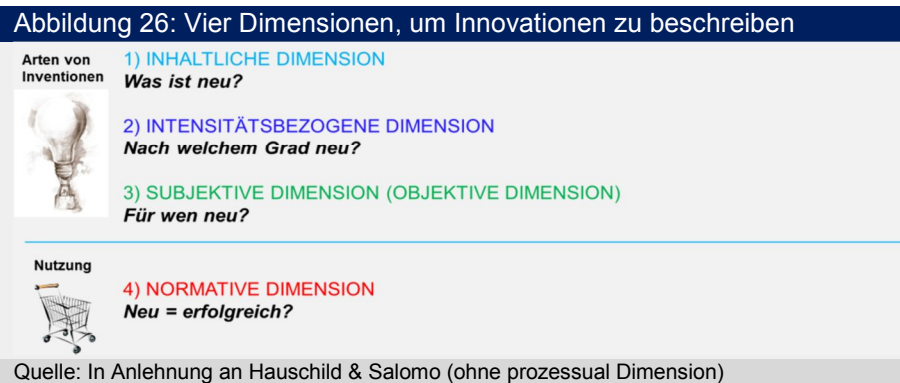 Abbildung 26: Vier Dimensionen, um Innovationen zu beschreiben
Arten von
Inventionen
1) INHALTLICHE DIMENSION
Was ist neu?
2) INTENSITÄTSBEZOGENE DIMENSION
Nach welchem Grad neu?
3) SUBJEKTIVE DIMENSION (OBJEKTIVE DIMENSION)
Für wen neu?
Nutzung
4) NORMATIVE DIMENSION
Neu = erfolgreich?
Quelle: In Anlehnung an Hauschild & Salomo (ohne prozessual Dimension)